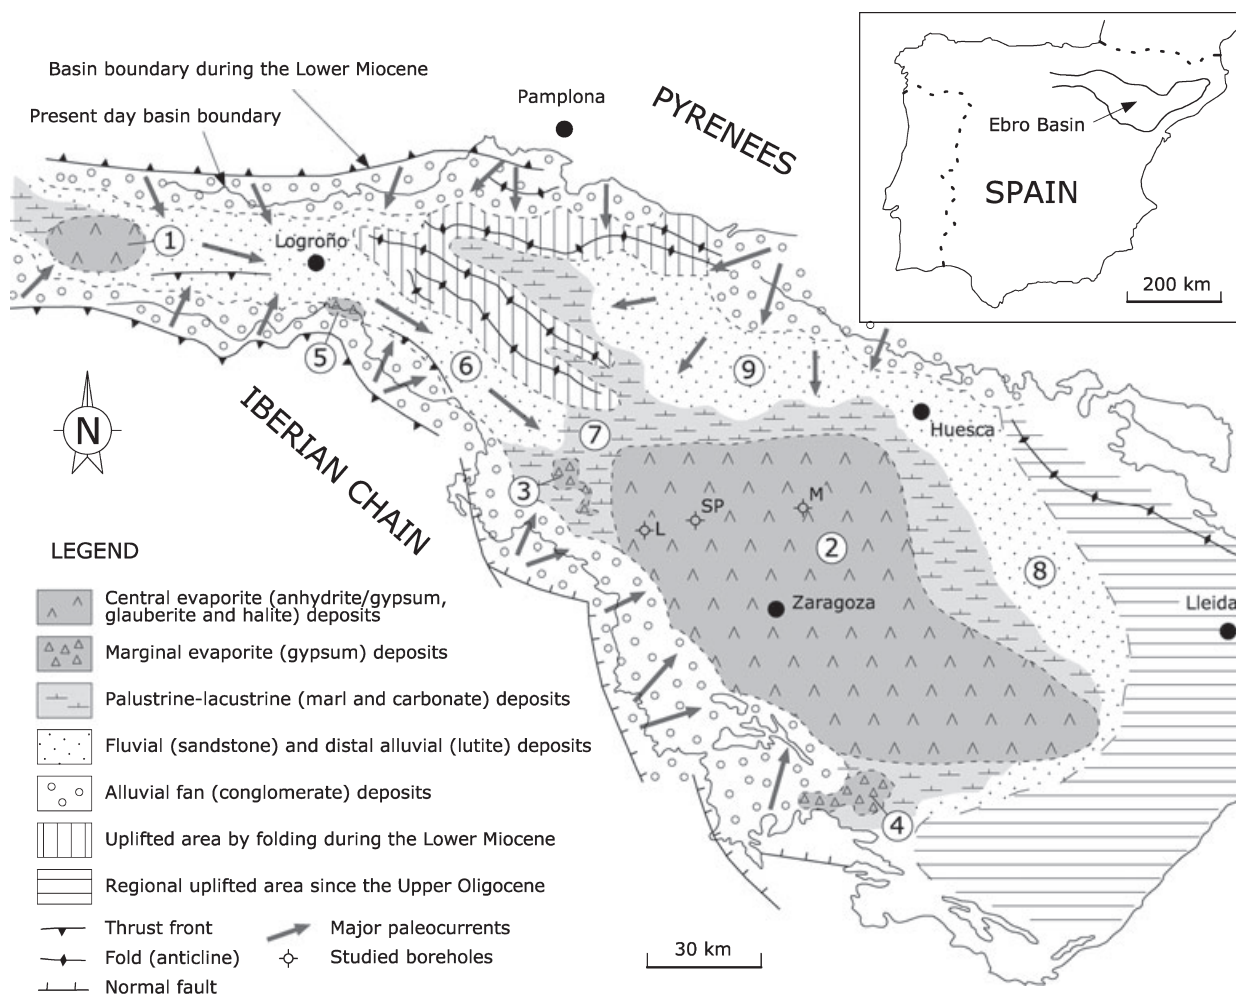 Basin boundary during the Lower Miocene
Present day basin boundary
Pamplona
PYRENEES
Ebro Basin
SPAIN
200 km
1
Logroño
5
6
9
IBERIAN CHAIN
N
Huesca
7
3
L
SP
M
2
8
Zaragoza
Lleida
4
LEGEND
Central evaporite (anhydrite/gypsum,
glauberite and halite) deposits
Marginal evaporite (gypsum) deposits
Palustrine-lacustrine (marl and carbonate) deposits
Fluvial (sandstone) and distal alluvial (lutite) deposits
Alluvial fan (conglomerate) deposits
Uplifted area by folding during the Lower Miocene
Regional uplifted area since the Upper Oligocene
Thrust front
Major paleocurrents
Fold (anticline)
Studied boreholes
Normal fault
30 km